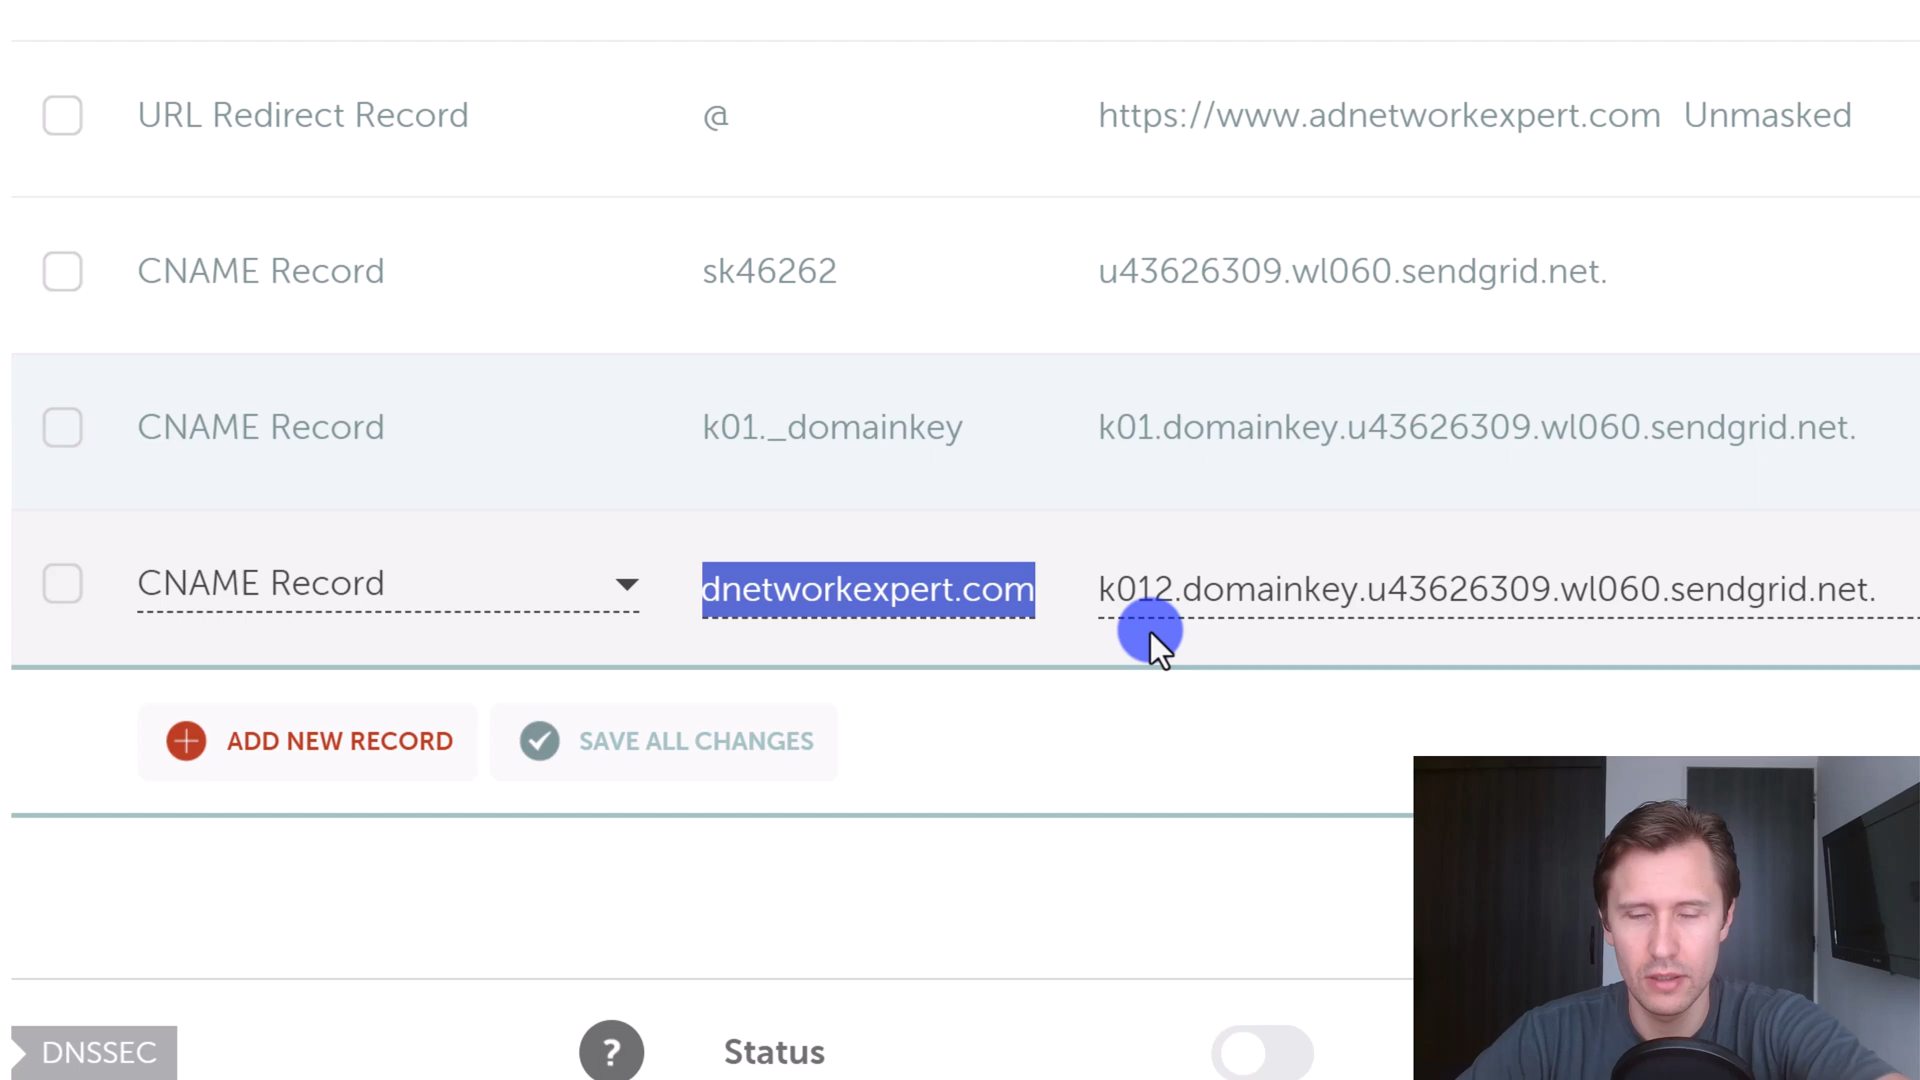 URL Redirect Record @ https://www.adnetworkexpert.com Unmasked
CNAME Record sk46262 u43626309.wl060.sendgrid.net.
CNAME Record k01._domainkey k01.domainkey.u43626309.wl060.sendgrid.net.
CNAME Record dnetworkexpert.com k012.domainkey.u43626309.wl060.sendgrid.net.
ADD NEW RECORD SAVE ALL CHANGES
DNSSEC ? Status